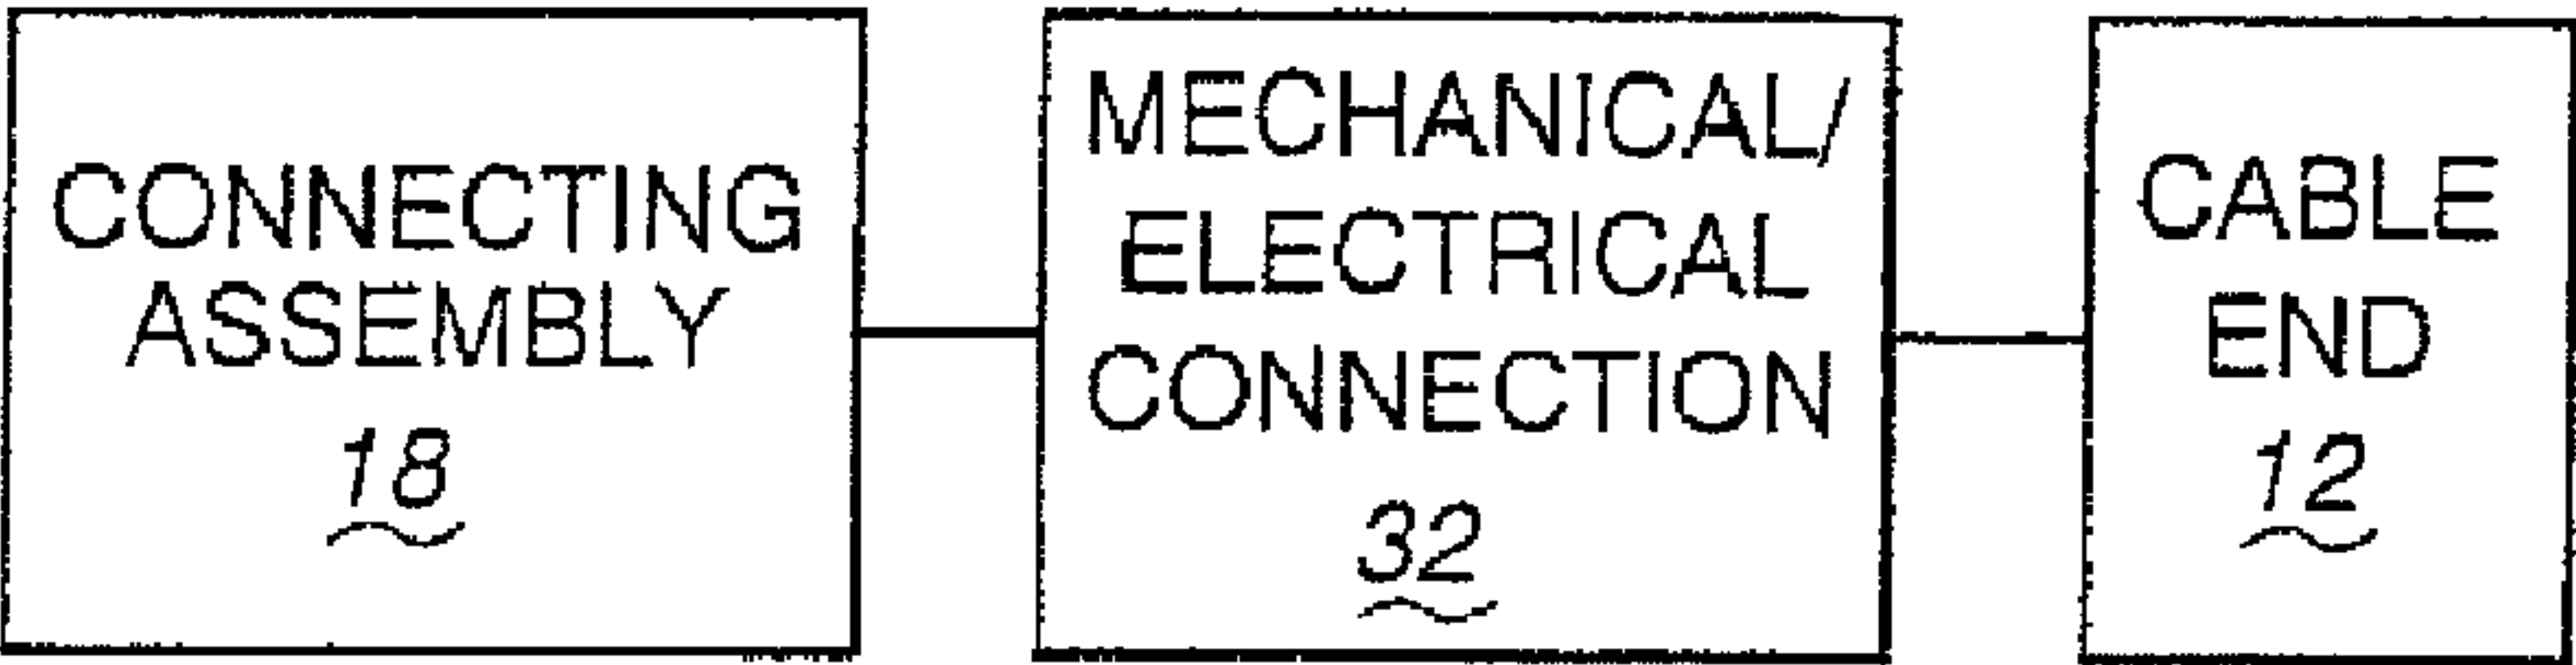 CONNECTING
ASSEMBLY
18
MECHANICAL/
ELECTRICAL
CONNECTION
32
CABLE
END
12